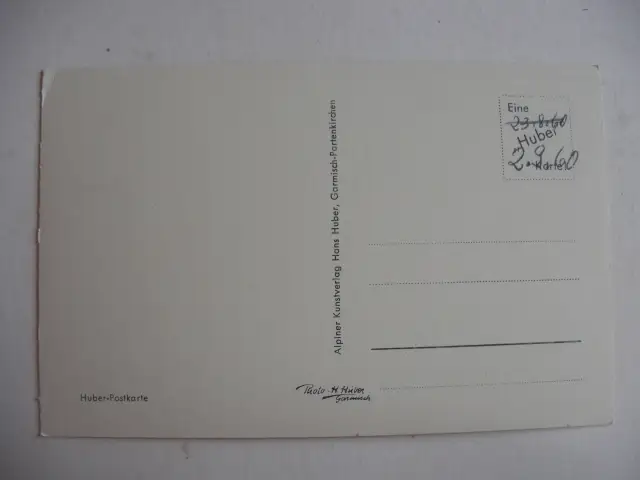 Eine
23.8.60
Huber
2.9.60
Karte
Alpiner Kunstverlag Hans Huber, Garmisch-Partenkirchen
Huber-Postkarte
Photo-H. Huber
Garmisch